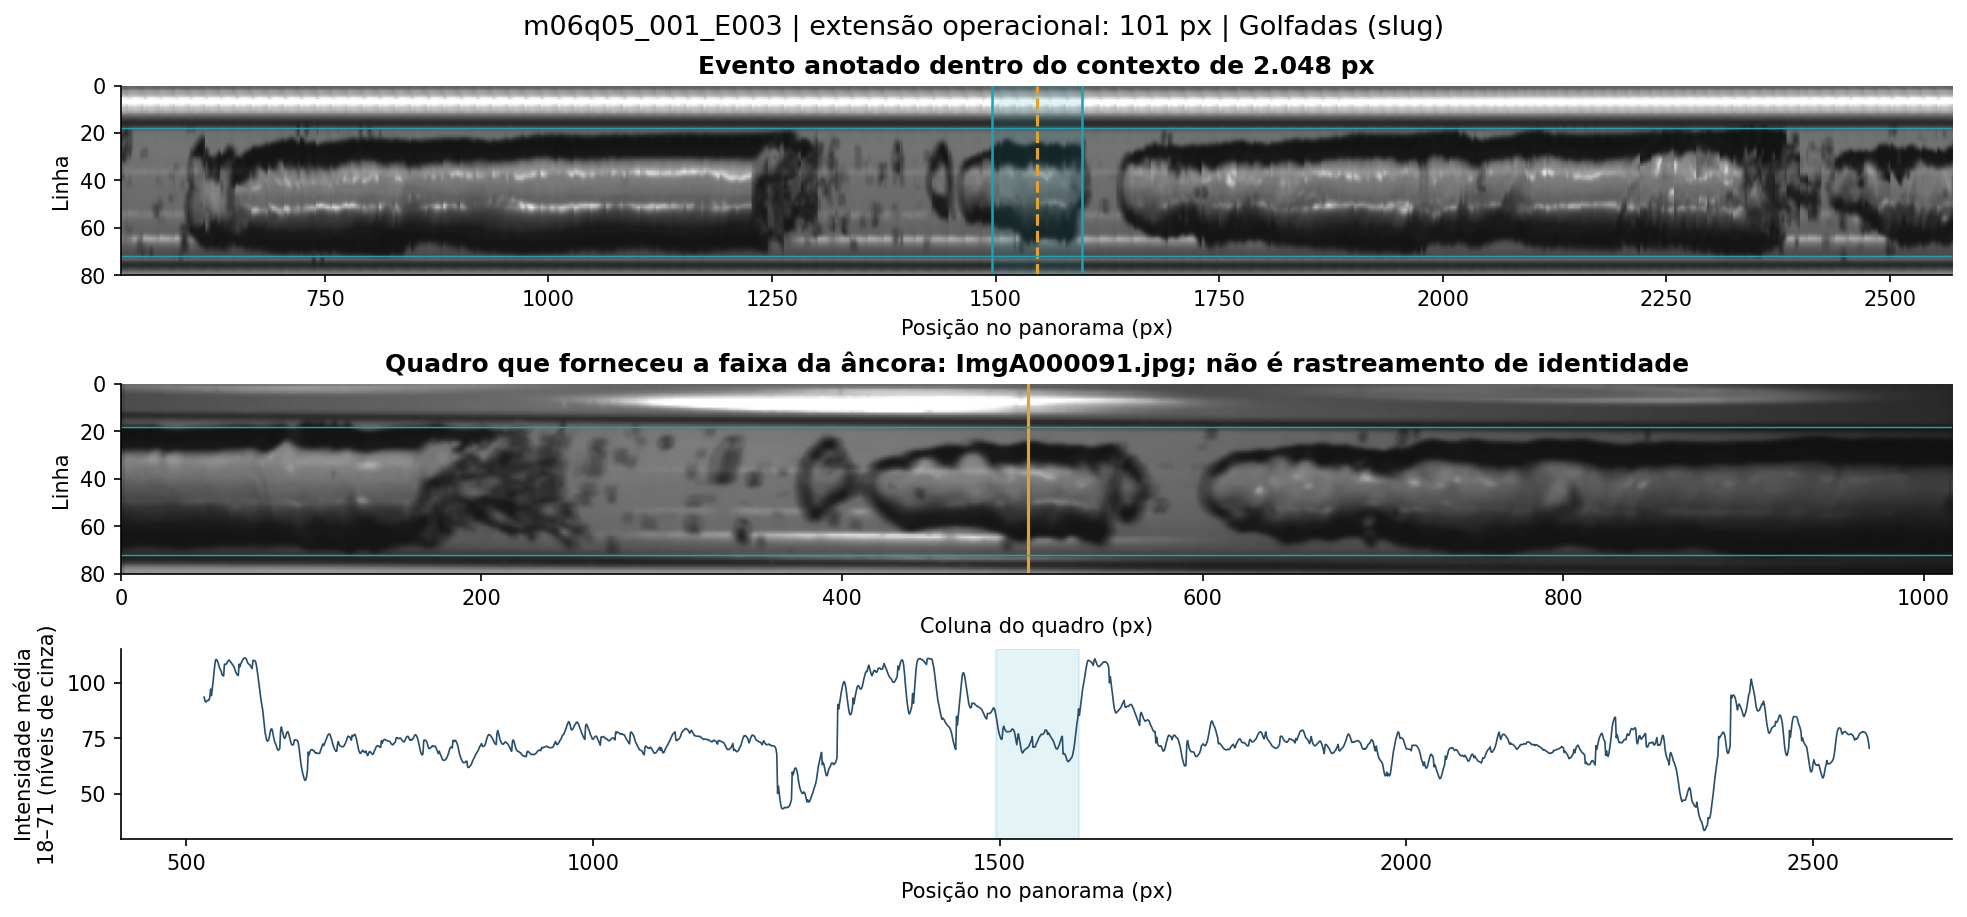 m06q05_001_E003 | extensão operacional: 101 px | Golfadas (slug)
Evento anotado dentro do contexto de 2.048 px
0
20
40
60
80
Linha
750 1000 1250 1500 1750 2000 2250 2500
Posição no panorama (px)
Quadro que forneceu a faixa da âncora: ImgA000091.jpg; não é rastreamento de identidade
0
20
40
60
80
Linha
0 200 400 600 800 1000
Coluna do quadro (px)
Intensidade média
18–71 (níveis de cinza)
100
75
50
500 1000 1500 2000 2500
Posição no panorama (px)